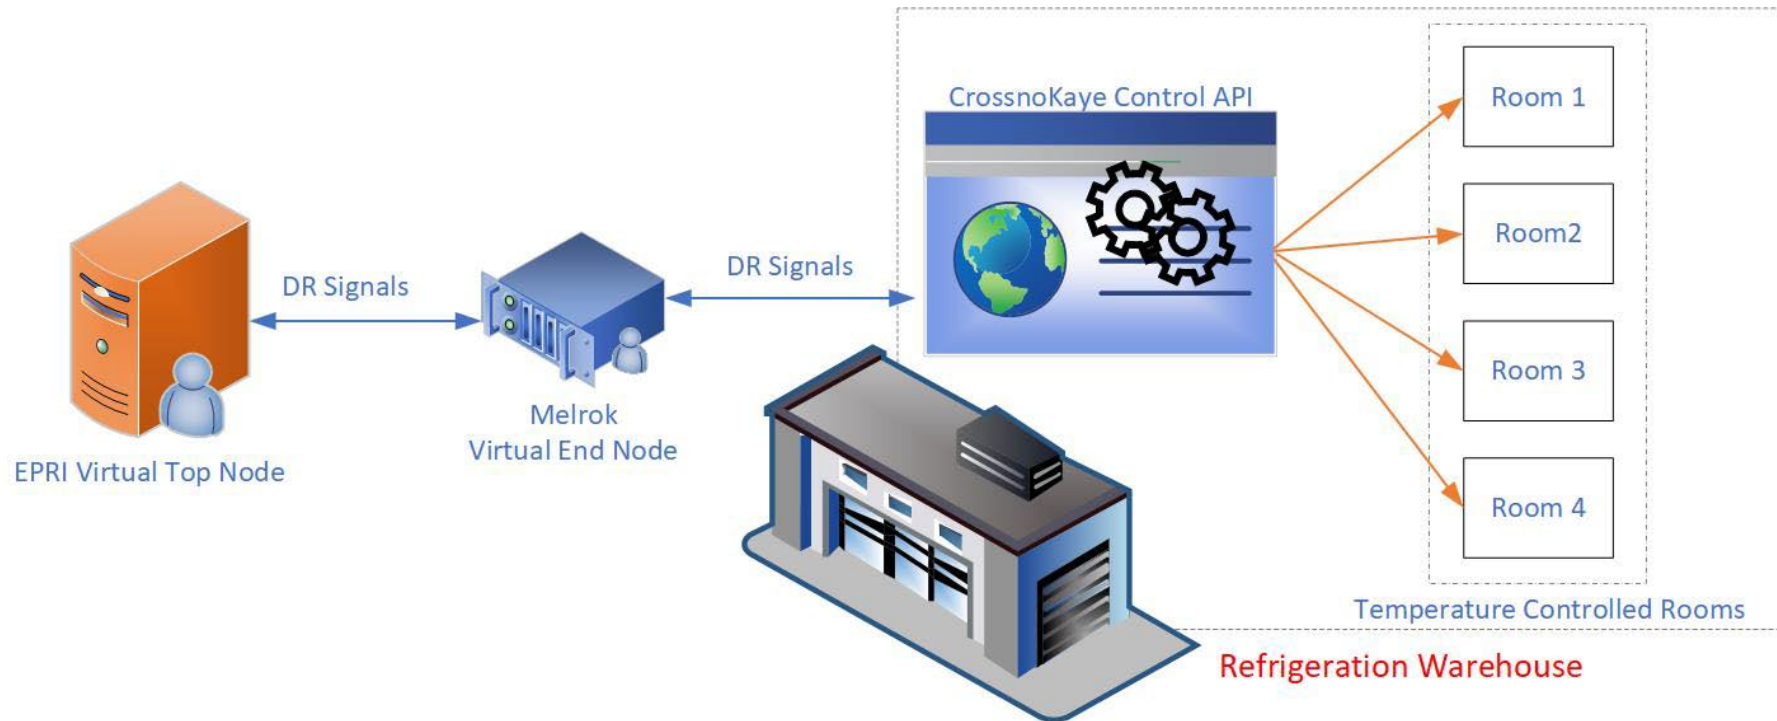 CrossnoKaye Control API
Room 1
Room2
Room 3
Room 4
DR Signals
DR Signals
EPRI Virtual Top Node
Melrok
Virtual End Node
Temperature Controlled Rooms
Refrigeration Warehouse